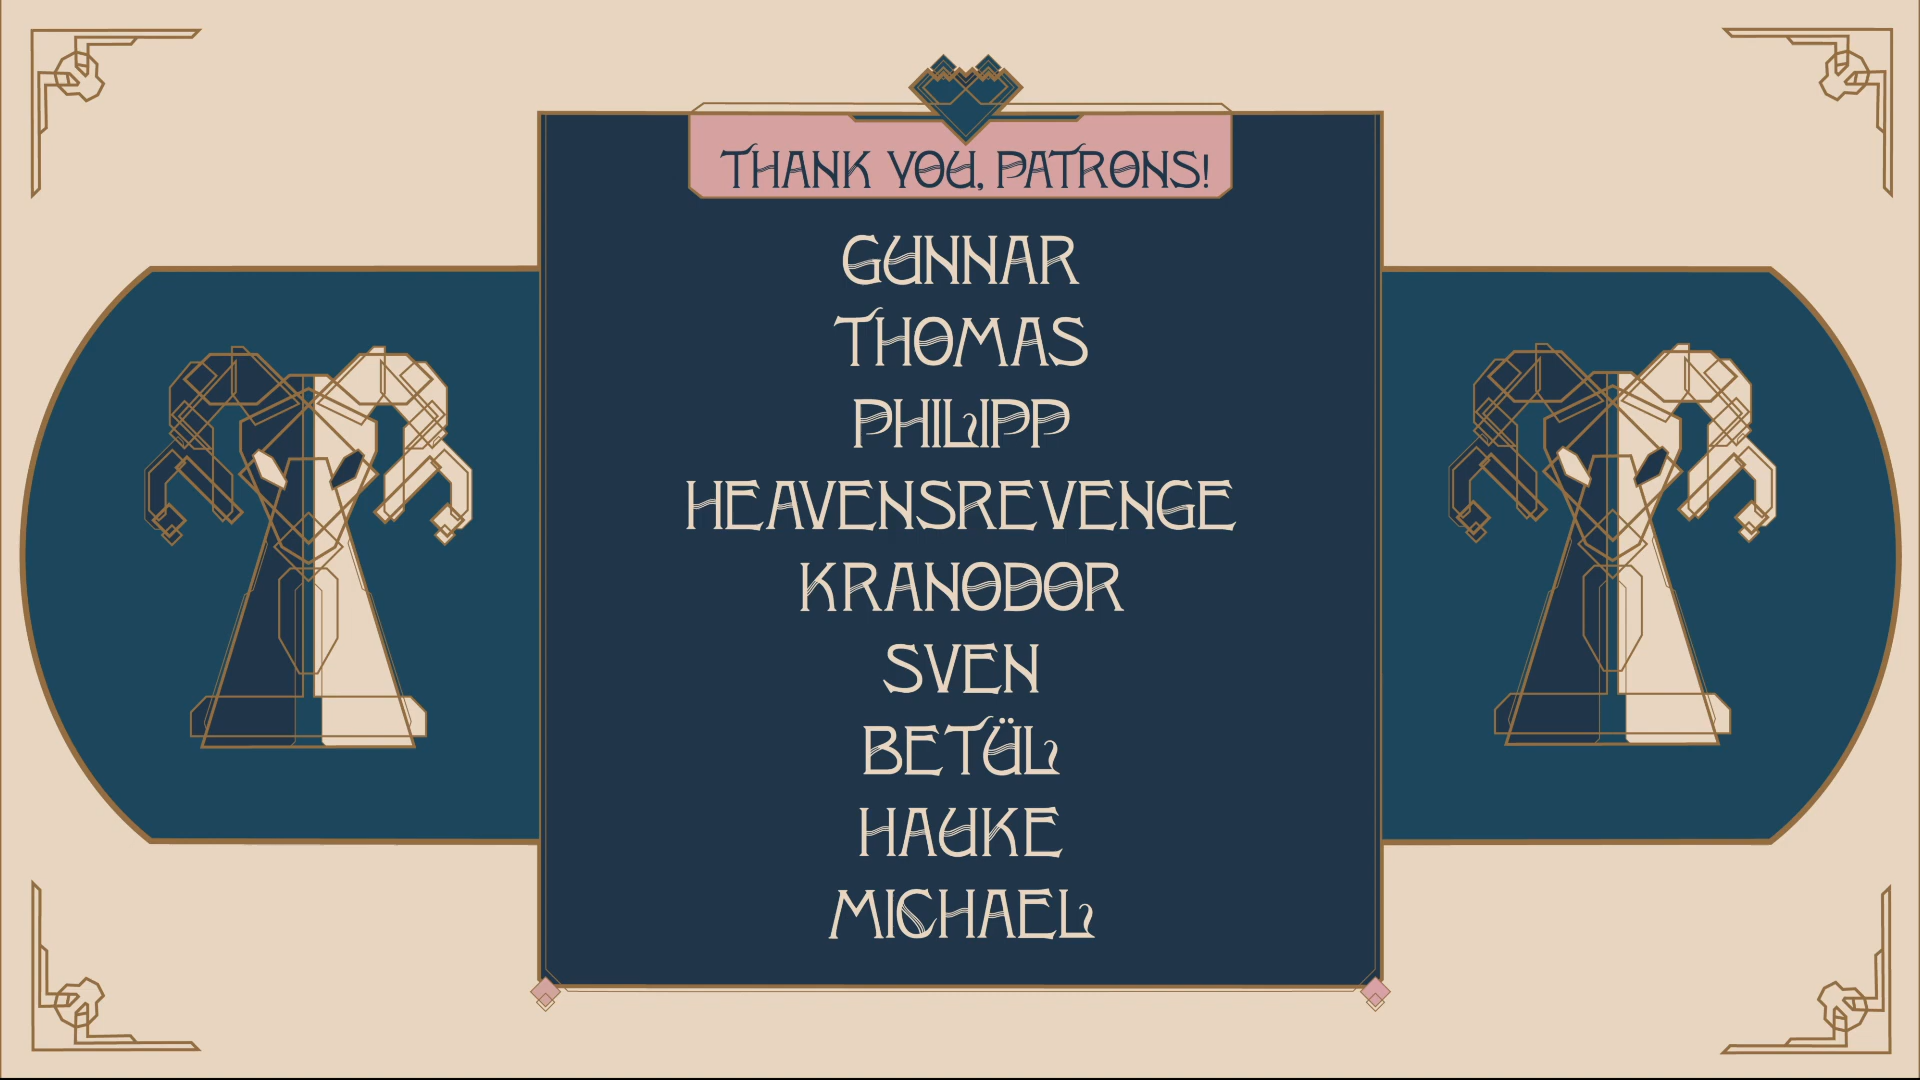 THANK YOU, PATRONS!
GUNNAR
THOMAS
PHILIPP
HEAVENSREVENGE
KRANODOR
SVEN
BETÜL
HAUKE
MICHAEL